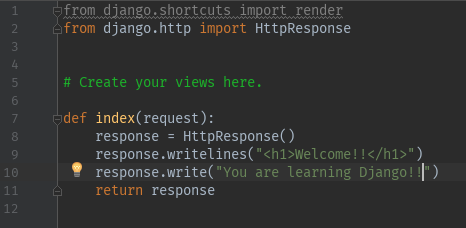 1 from django.shortcuts import render
2 from django.http import HttpResponse
3
4
5 # Create your views here.
6
7 def index(request):
8     response = HttpResponse()
9     response.writelines("<h1>Welcome!!</h1>")
10     response.write("You are learning Django!!")
11     return response
12